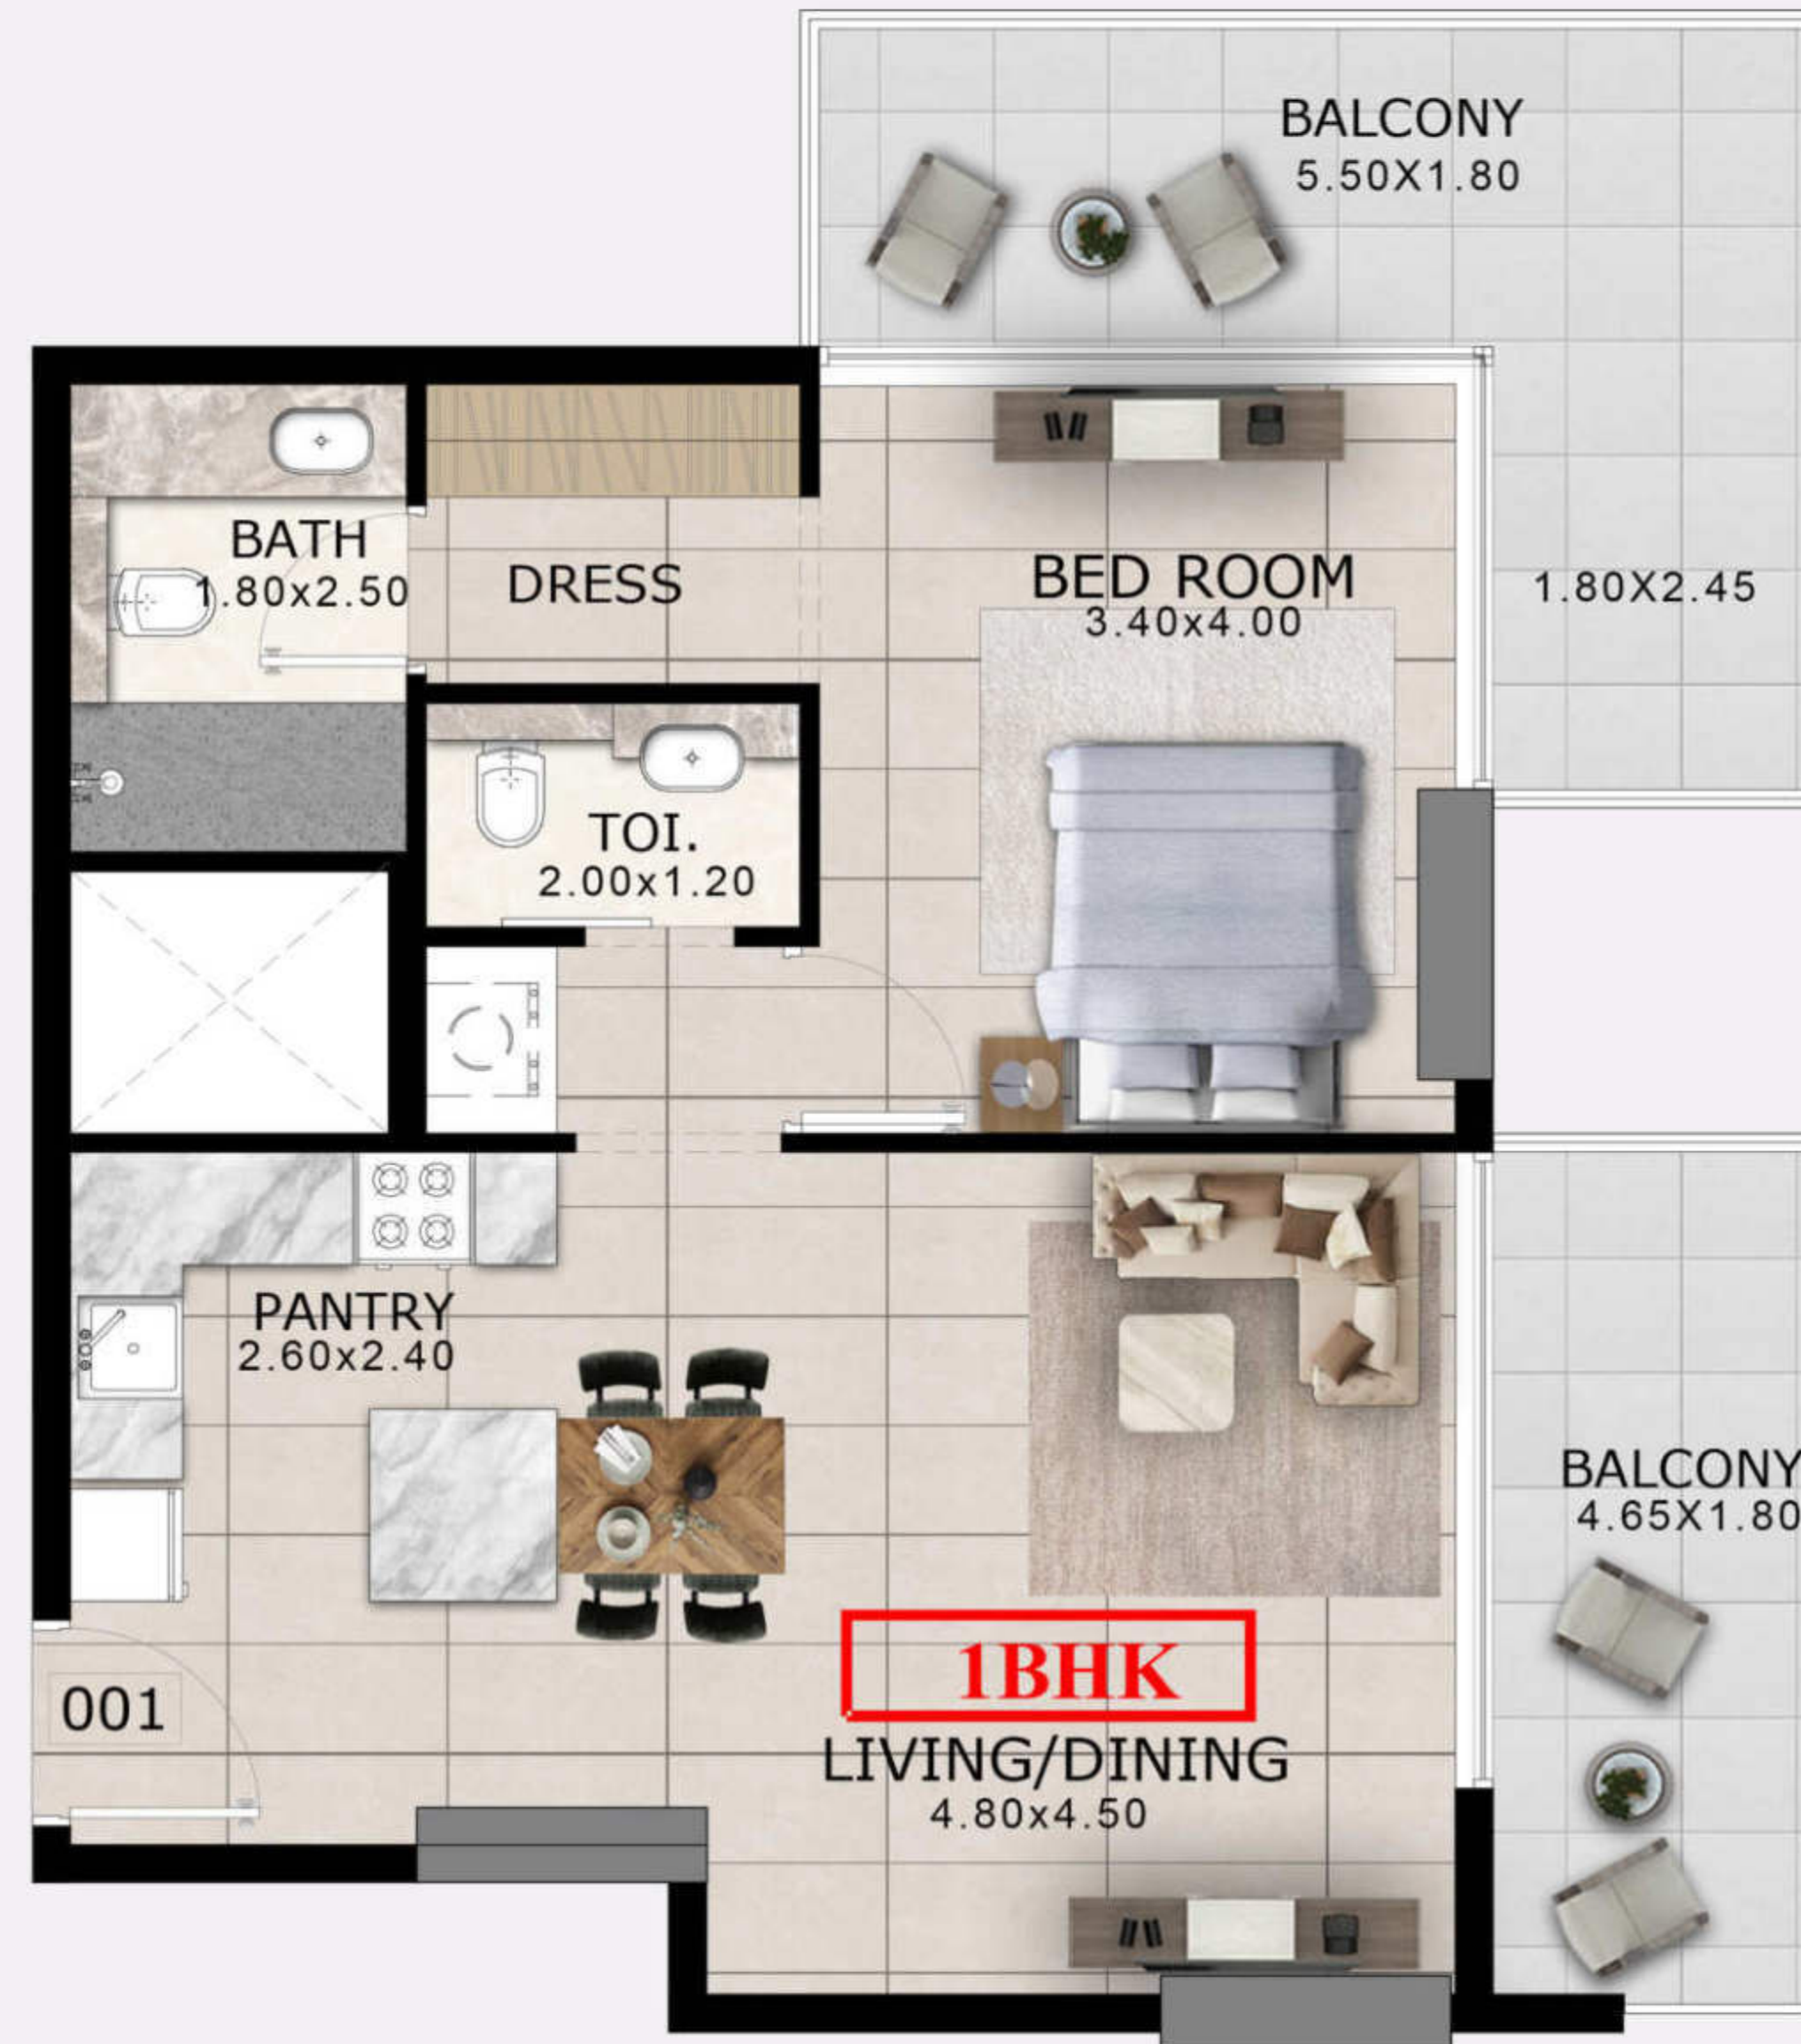 BALCONY
5.50X1.80
BATH
1.80x2.50
DRESS
BED ROOM
3.40x4.00
1.80X2.45
TOI.
2.00x1.20
PANTRY
2.60x2.40
BALCONY
4.65X1.80
1BHK
001
LIVING/DINING
4.80x4.50